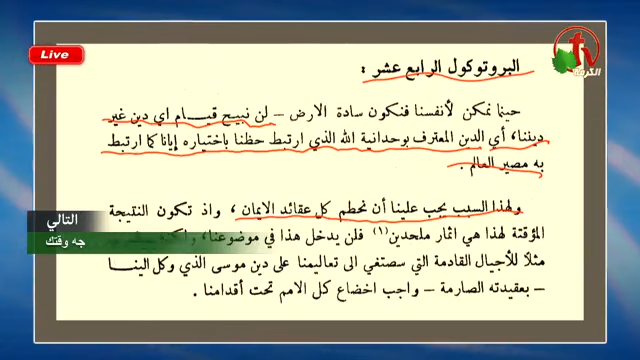 Live
tv
الكرمة
البروتوكول الرابع عشر :
حينما نمكن لأنفسنا فنكون سادة الارض – لن نبيح قيام اي دين غير
ديننا، أي الدين المعترف بوحدانية الله الذي ارتبط حظنا باختياره إيانا كما ارتبط
به مصير العالم .
ولهذا السبب يجب علينا أن نحطم كل عقائد الايمان ، واذ تكون النتيجة
المؤقتة لهذا هي اثمار ملحدين (١) فلن يدخل هذا في موضوعنا،
مثلاً للأجيال القادمة التي ستصغي الى تعاليمنا على دين موسى الذي وكل الينا
– بعقيدته الصارمة – واجب اخضاع كل الامم تحت أقدامنا .
التالي
جه وقتك